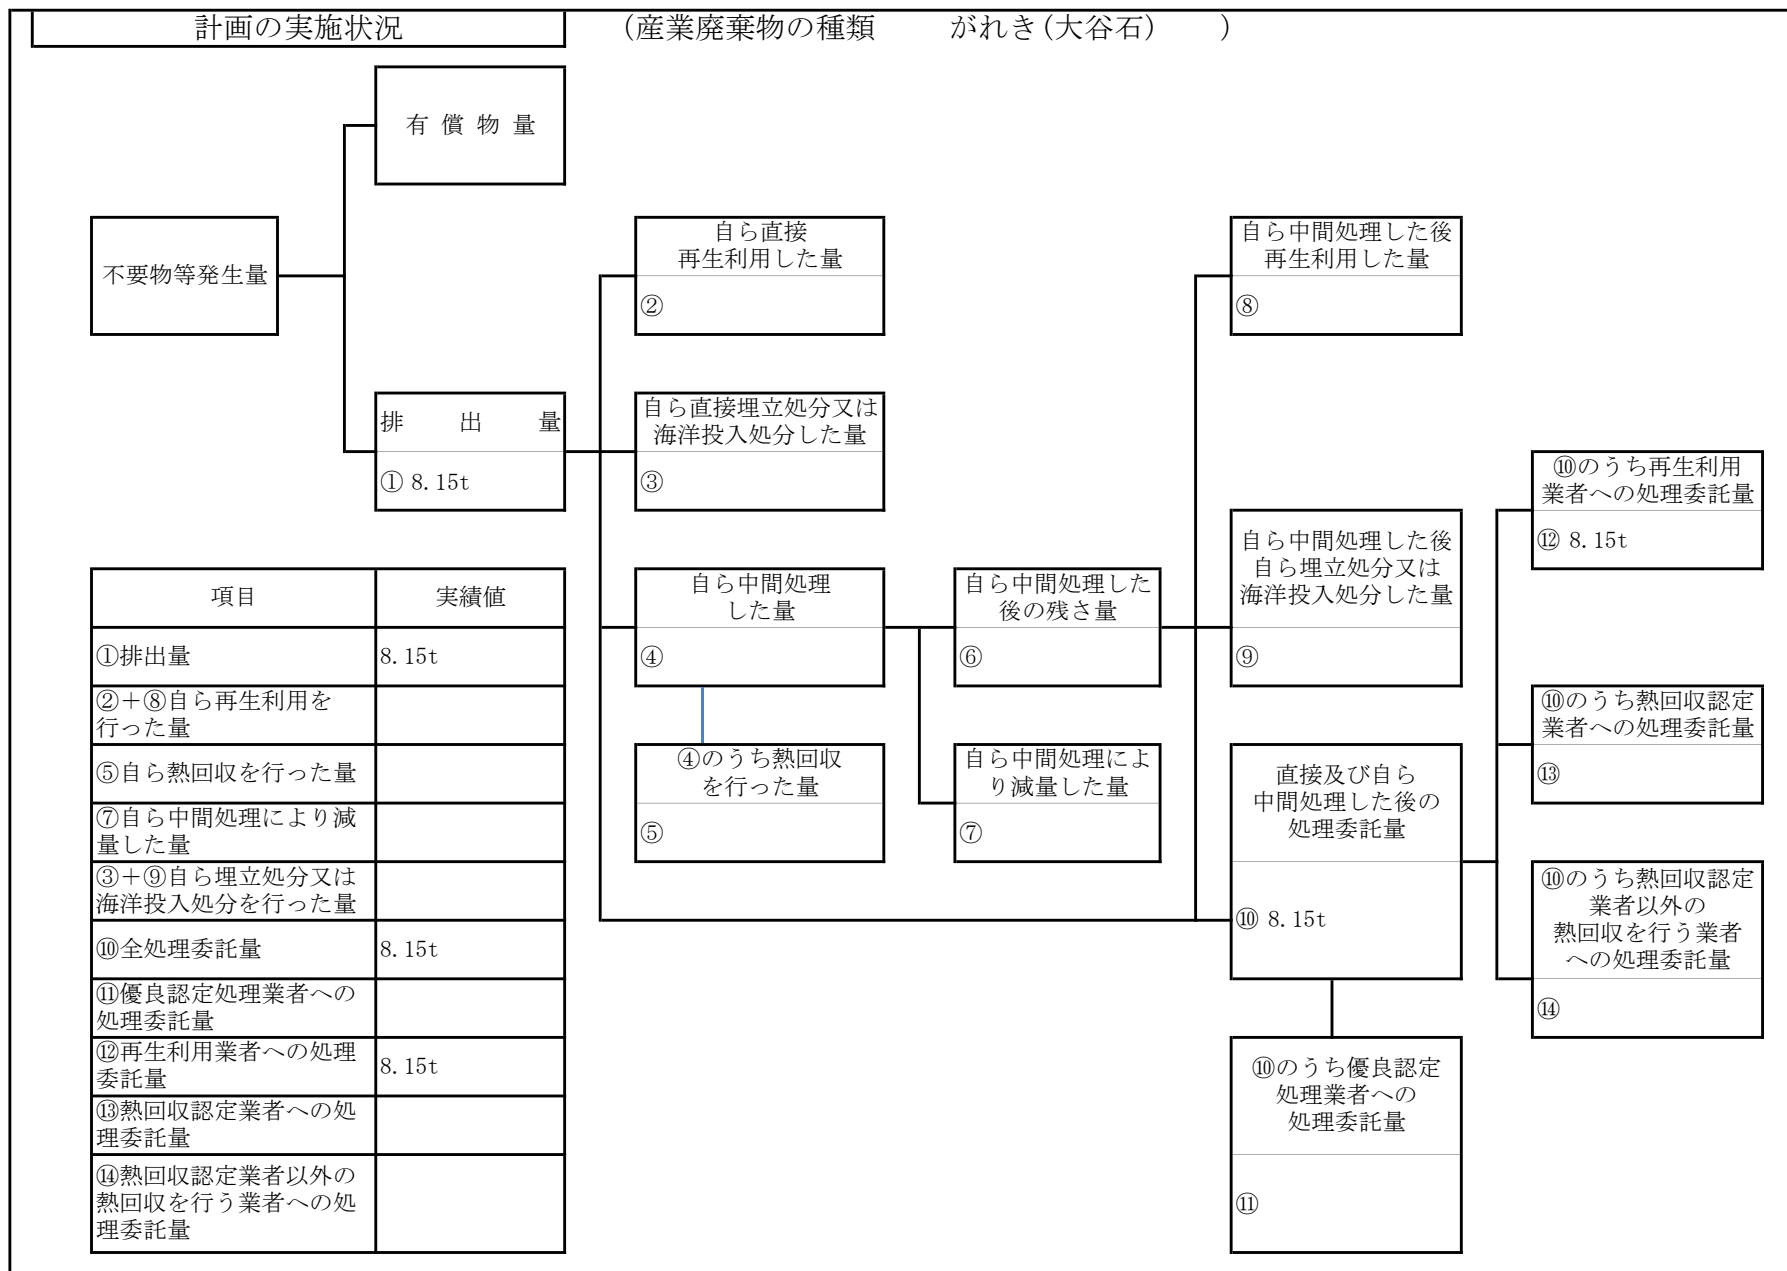 計画の実施状況
(産業廃棄物の種類 がれき(大谷石) )
有償物量
不要物等発生量
排出量
① 8.15t
自ら直接
再生利用した量
②
自ら直接埋立処分又は
海洋投入処分した量
③
自ら中間処理
した量
④
④のうち熱回収
を行った量
⑤
自ら中間処理した
後の残さ量
⑥
自ら中間処理によ
り減量した量
⑦
自ら中間処理した後
再生利用した量
⑧
自ら中間処理した後
自ら埋立処分又は
海洋投入処分した量
⑨
直接及び自ら
中間処理した後の
処理委託量
⑩ 8.15t
⑩のうち優良認定
処理業者への
処理委託量
⑪
⑩のうち再生利用
業者への処理委託量
⑫ 8.15t
⑩のうち熱回収認定
業者への処理委託量
⑬
⑩のうち熱回収認定
業者以外の
熱回収を行う業者
への処理委託量
⑭
項目 実績値
①排出量 8.15t
②+⑧自ら再生利用を
行った量
⑤自ら熱回収を行った量
⑦自ら中間処理により減
量した量
③+⑨自ら埋立処分又は
海洋投入処分を行った量
⑩全処理委託量 8.15t
⑪優良認定処理業者への
処理委託量
⑫再生利用業者への処理
委託量 8.15t
⑬熱回収認定業者への処
理委託量
⑭熱回収認定業者以外の
熱回収を行う業者への処
理委託量